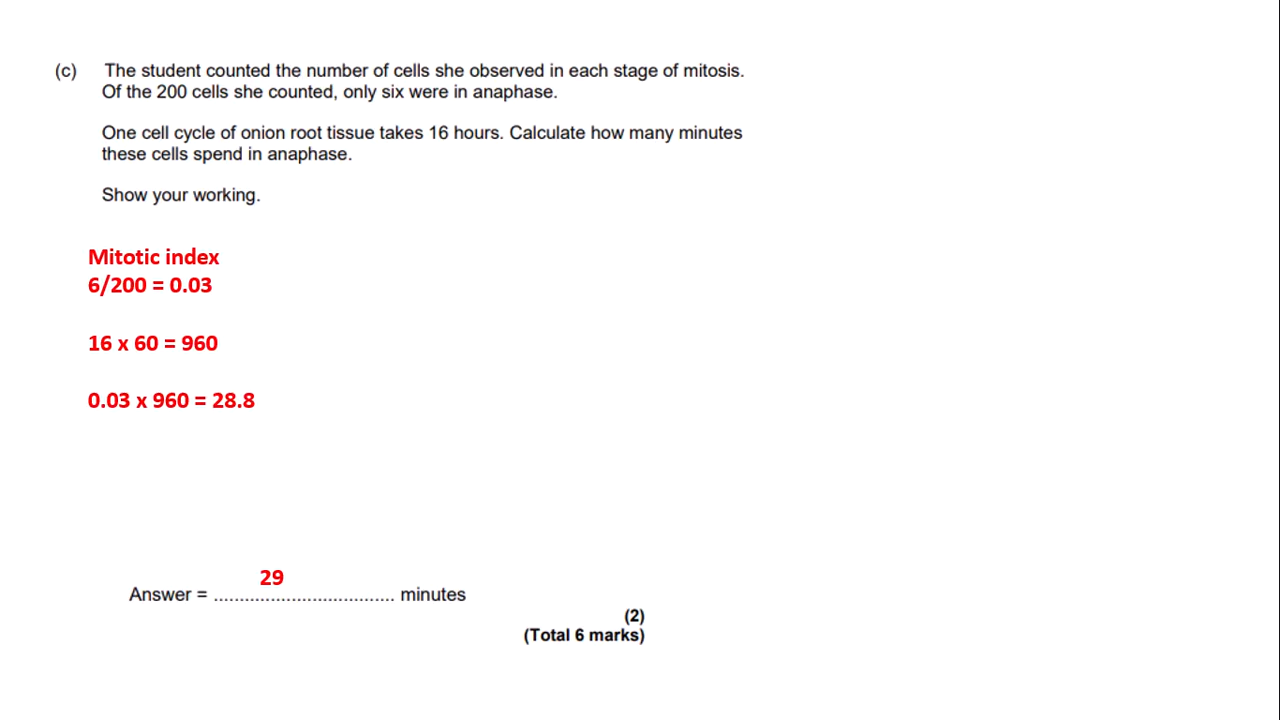 (c) The student counted the number of cells she observed in each stage of mitosis.
Of the 200 cells she counted, only six were in anaphase.
One cell cycle of onion root tissue takes 16 hours. Calculate how many minutes
these cells spend in anaphase.
Show your working.
Mitotic index
6/200 = 0.03
16 x 60 = 960
0.03 x 960 = 28.8
29
Answer = .................................... minutes
(2)
(Total 6 marks)